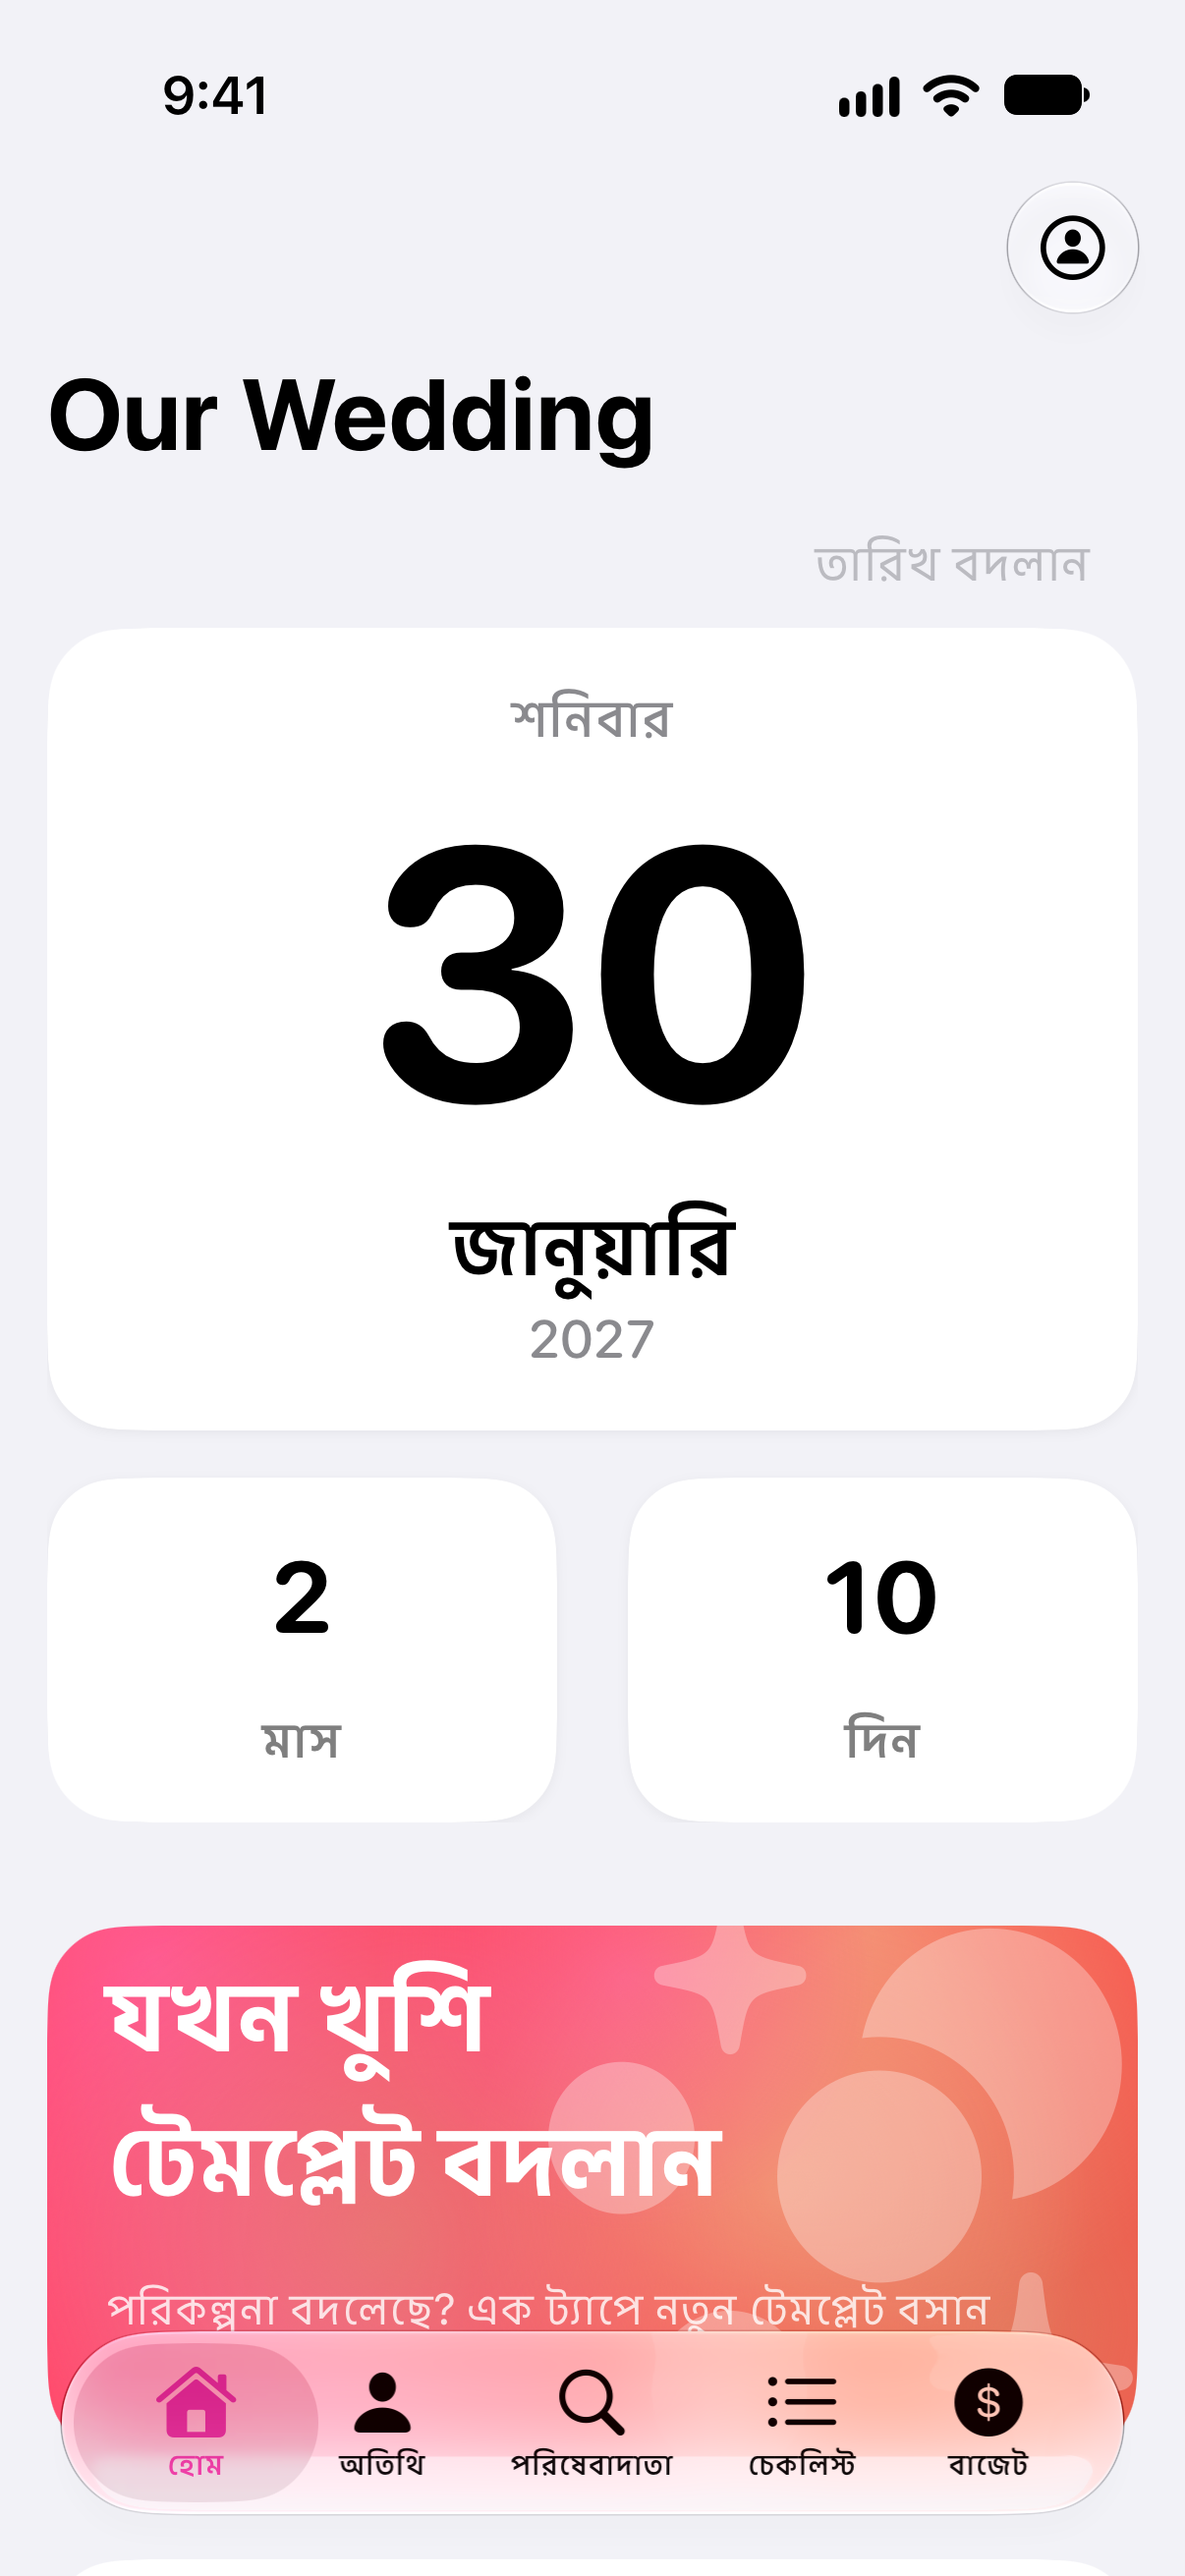 9:41
Our Wedding
তারিখ বদলান
শনিবার
30
জানুয়ারি
2027
2
মাস
10
দিন
যখন খুশি
টেমপ্লেট বদলান
পরিকল্পনা বদলেছে? এক ট্যাপে নতুন টেমপ্লেট বসান
হোম
অতিথি
পরিষেবাদাতা
চেকলিস্ট
বাজেট